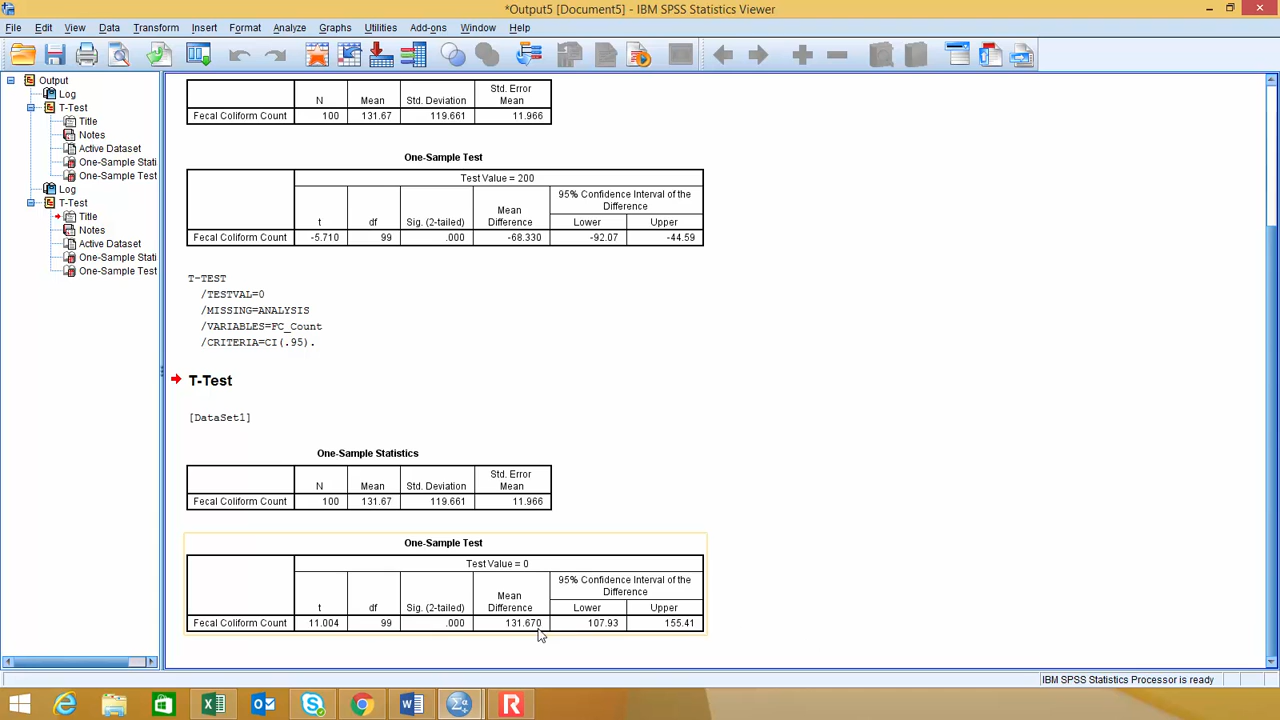 *Output5 [Document5] - IBM SPSS Statistics Viewer
File Edit View Data Transform Insert Format Analyze Graphs Utilities Add-ons Window Help
Output
Log
T-Test
Title
Notes
Active Dataset
One-Sample Stati
One-Sample Test
Log
T-Test
Title
Notes
Active Dataset
One-Sample Stati
One-Sample Test
N Mean Std. Deviation Std. Error Mean
Fecal Coliform Count 100 131.67 119.661 11.966
One-Sample Test
Test Value = 200
95% Confidence Interval of the Difference
t df Sig. (2-tailed) Mean Difference Lower Upper
Fecal Coliform Count -5.710 99 .000 -68.330 -92.07 -44.59
T-TEST
/TESTVAL=0
/MISSING=ANALYSIS
/VARIABLES=FC_Count
/CRITERIA=CI(.95).
T-Test
[DataSet1]
One-Sample Statistics
N Mean Std. Deviation Std. Error Mean
Fecal Coliform Count 100 131.67 119.661 11.966
One-Sample Test
Test Value = 0
95% Confidence Interval of the Difference
t df Sig. (2-tailed) Mean Difference Lower Upper
Fecal Coliform Count 11.004 99 .000 131.670 107.93 155.41
IBM SPSS Statistics Processor is ready